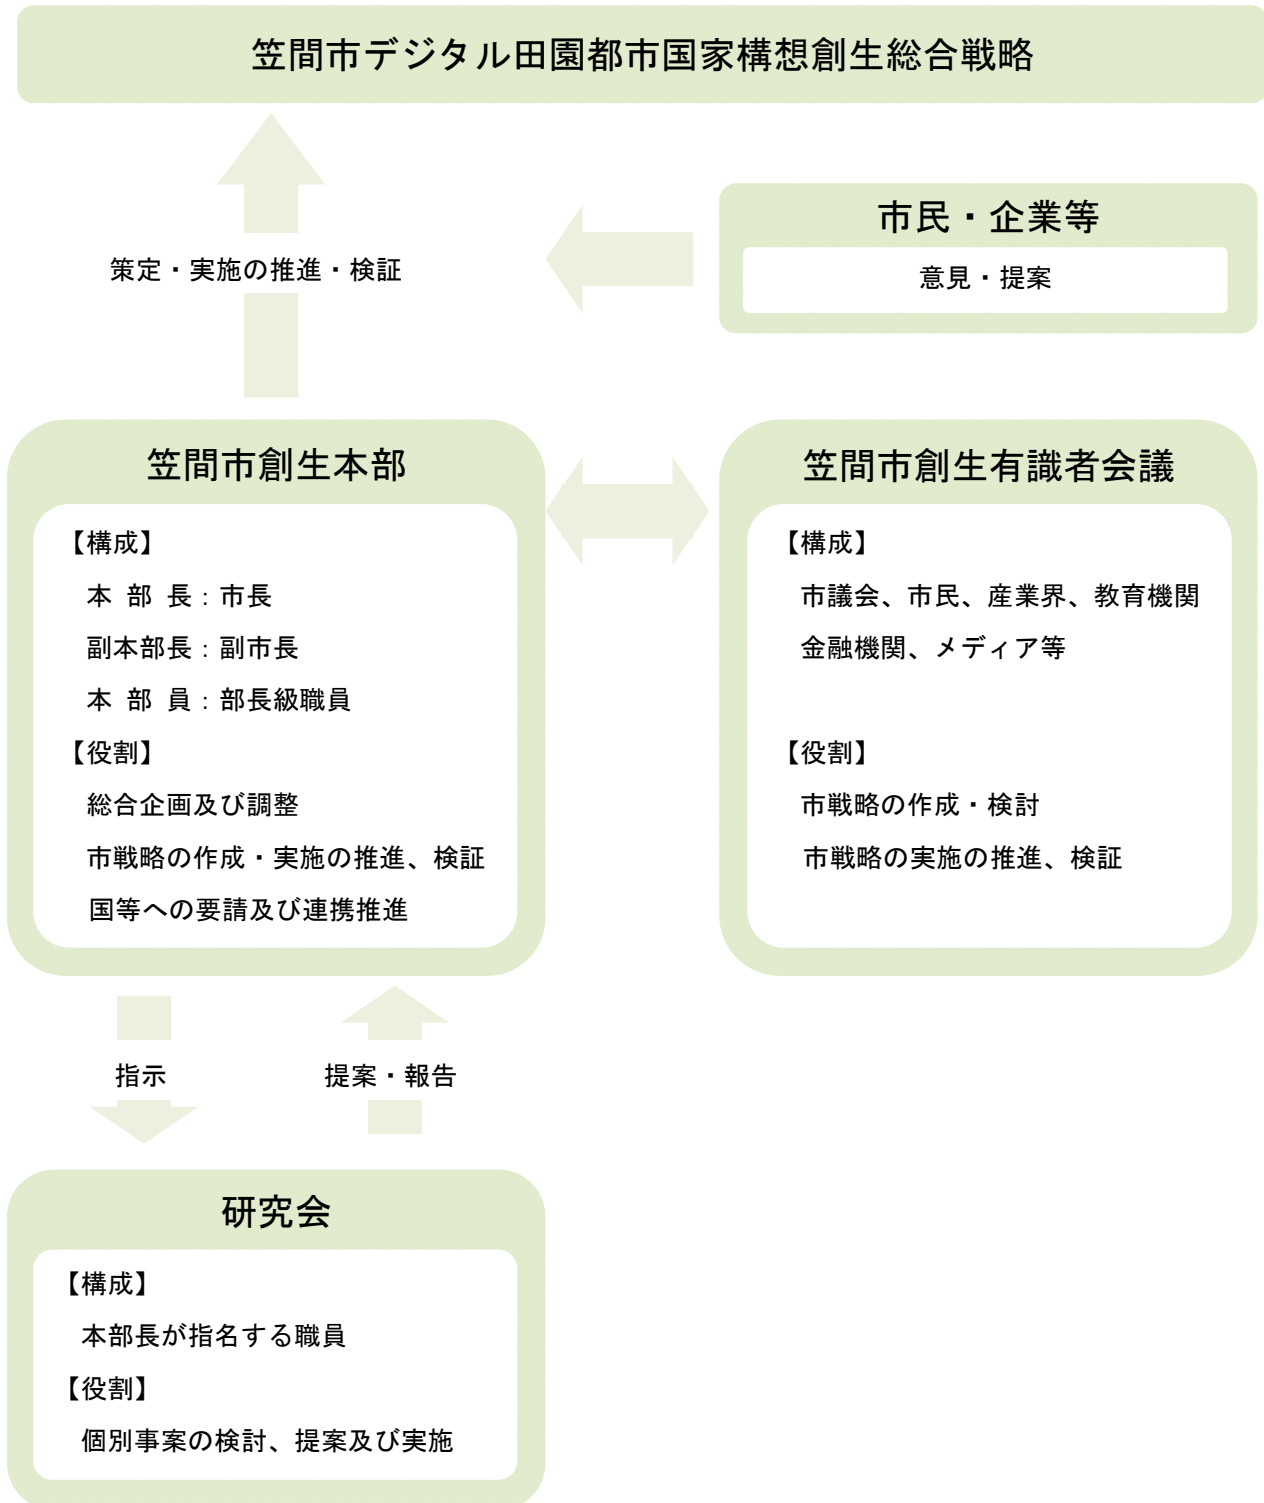 笠間市デジタル田園都市国家構想創生総合戦略
策定・実施の推進・検証
市民・企業等
意見・提案
笠間市創生本部
【構成】
本 部 長：市長
副本部長：副市長
本 部 員：部長級職員
【役割】
総合企画及び調整
市戦略の作成・実施の推進、検証
国等への要請及び連携推進
笠間市創生有識者会議
【構成】
市議会、市民、産業界、教育機関
金融機関、メディア等
【役割】
市戦略の作成・検討
市戦略の実施の推進、検証
指示
提案・報告
研究会
【構成】
本部長が指名する職員
【役割】
個別事案の検討、提案及び実施